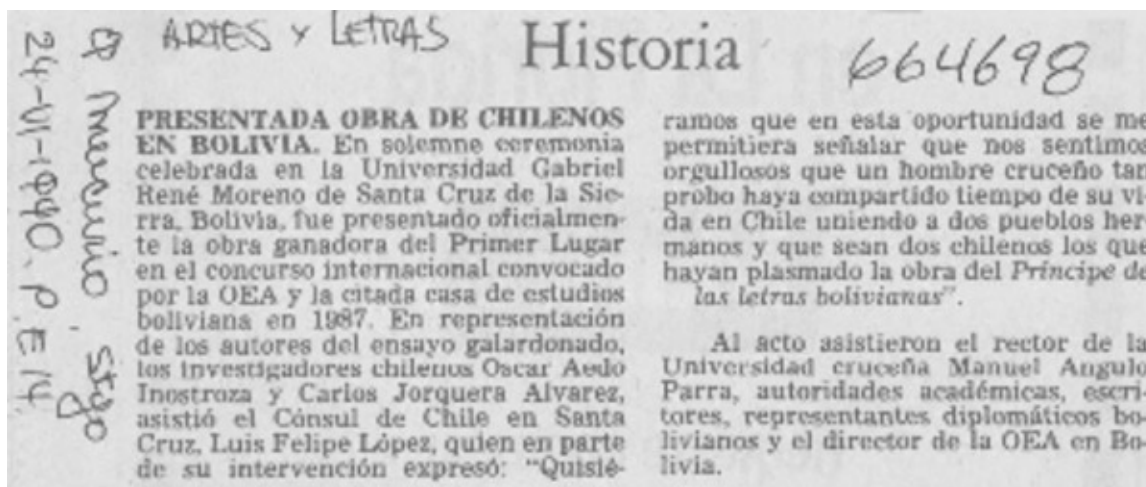 ARTES Y LETRAS
Historia
664698
El Mercurio. Stgo
24-VI-1990. P. E 14.
PRESENTADA OBRA DE CHILENOS
EN BOLIVIA. En solemne ceremonia
celebrada en la Universidad Gabriel
René Moreno de Santa Cruz de la Sie-
rra, Bolivia, fue presentado oficialmen-
te la obra ganadora del Primer Lugar
en el concurso internacional convocado
por la OEA y la citada casa de estudios
boliviana en 1987. En representación
de los autores del ensayo galardonado,
los investigadores chilenos Oscar Aedo
Inostroza y Carlos Jorquera Alvarez,
asistió el Cónsul de Chile en Santa
Cruz, Luis Felipe López, quien en parte
de su intervención expresó: "Quisié-
ramos que en esta oportunidad se me
permitiera señalar que nos sentimos
orgullosos que un hombre cruceño tan
probo haya compartido tiempo de su vi
da en Chile uniendo a dos pueblos her
manos y que sean dos chilenos los que
hayan plasmado la obra del Príncipe de
las letras bolivianas".
Al acto asistieron el rector de la
Universidad cruceña Manuel Angulo
Parra, autoridades académicas, escri-
tores, representantes diplomáticos bo-
livianos y el director de la OEA en Bo-
livia.